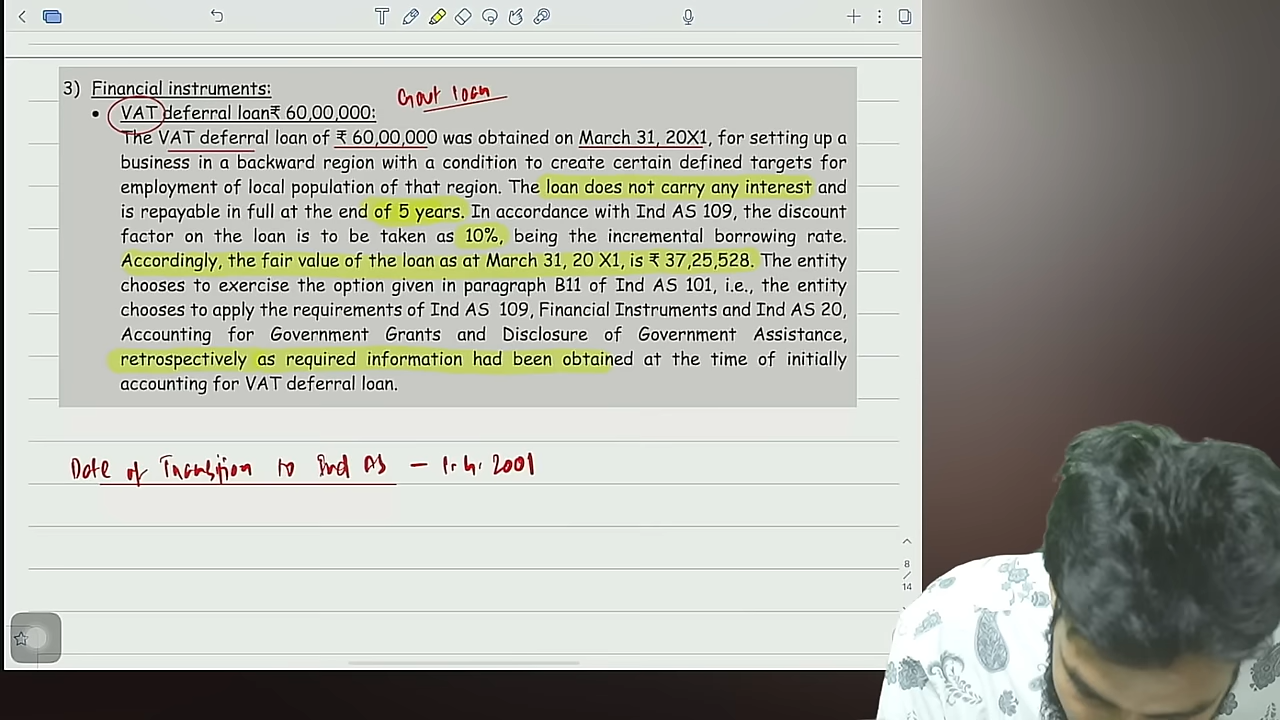 3) Financial instruments:
• VAT deferral loan₹ 60,00,000:
Govt loan
The VAT deferral loan of ₹ 60,00,000 was obtained on March 31, 20X1, for setting up a
business in a backward region with a condition to create certain defined targets for
employment of local population of that region. The loan does not carry any interest and
is repayable in full at the end of 5 years. In accordance with Ind AS 109, the discount
factor on the loan is to be taken as 10%, being the incremental borrowing rate.
Accordingly, the fair value of the loan as at March 31, 20 X1, is ₹ 37,25,528. The entity
chooses to exercise the option given in paragraph B11 of Ind AS 101, i.e., the entity
chooses to apply the requirements of Ind AS 109, Financial Instruments and Ind AS 20,
Accounting for Government Grants and Disclosure of Government Assistance,
retrospectively as required information had been obtained at the time of initially
accounting for VAT deferral loan.
Date of Transition to Ind AS – 1.4.2001
8
/
14